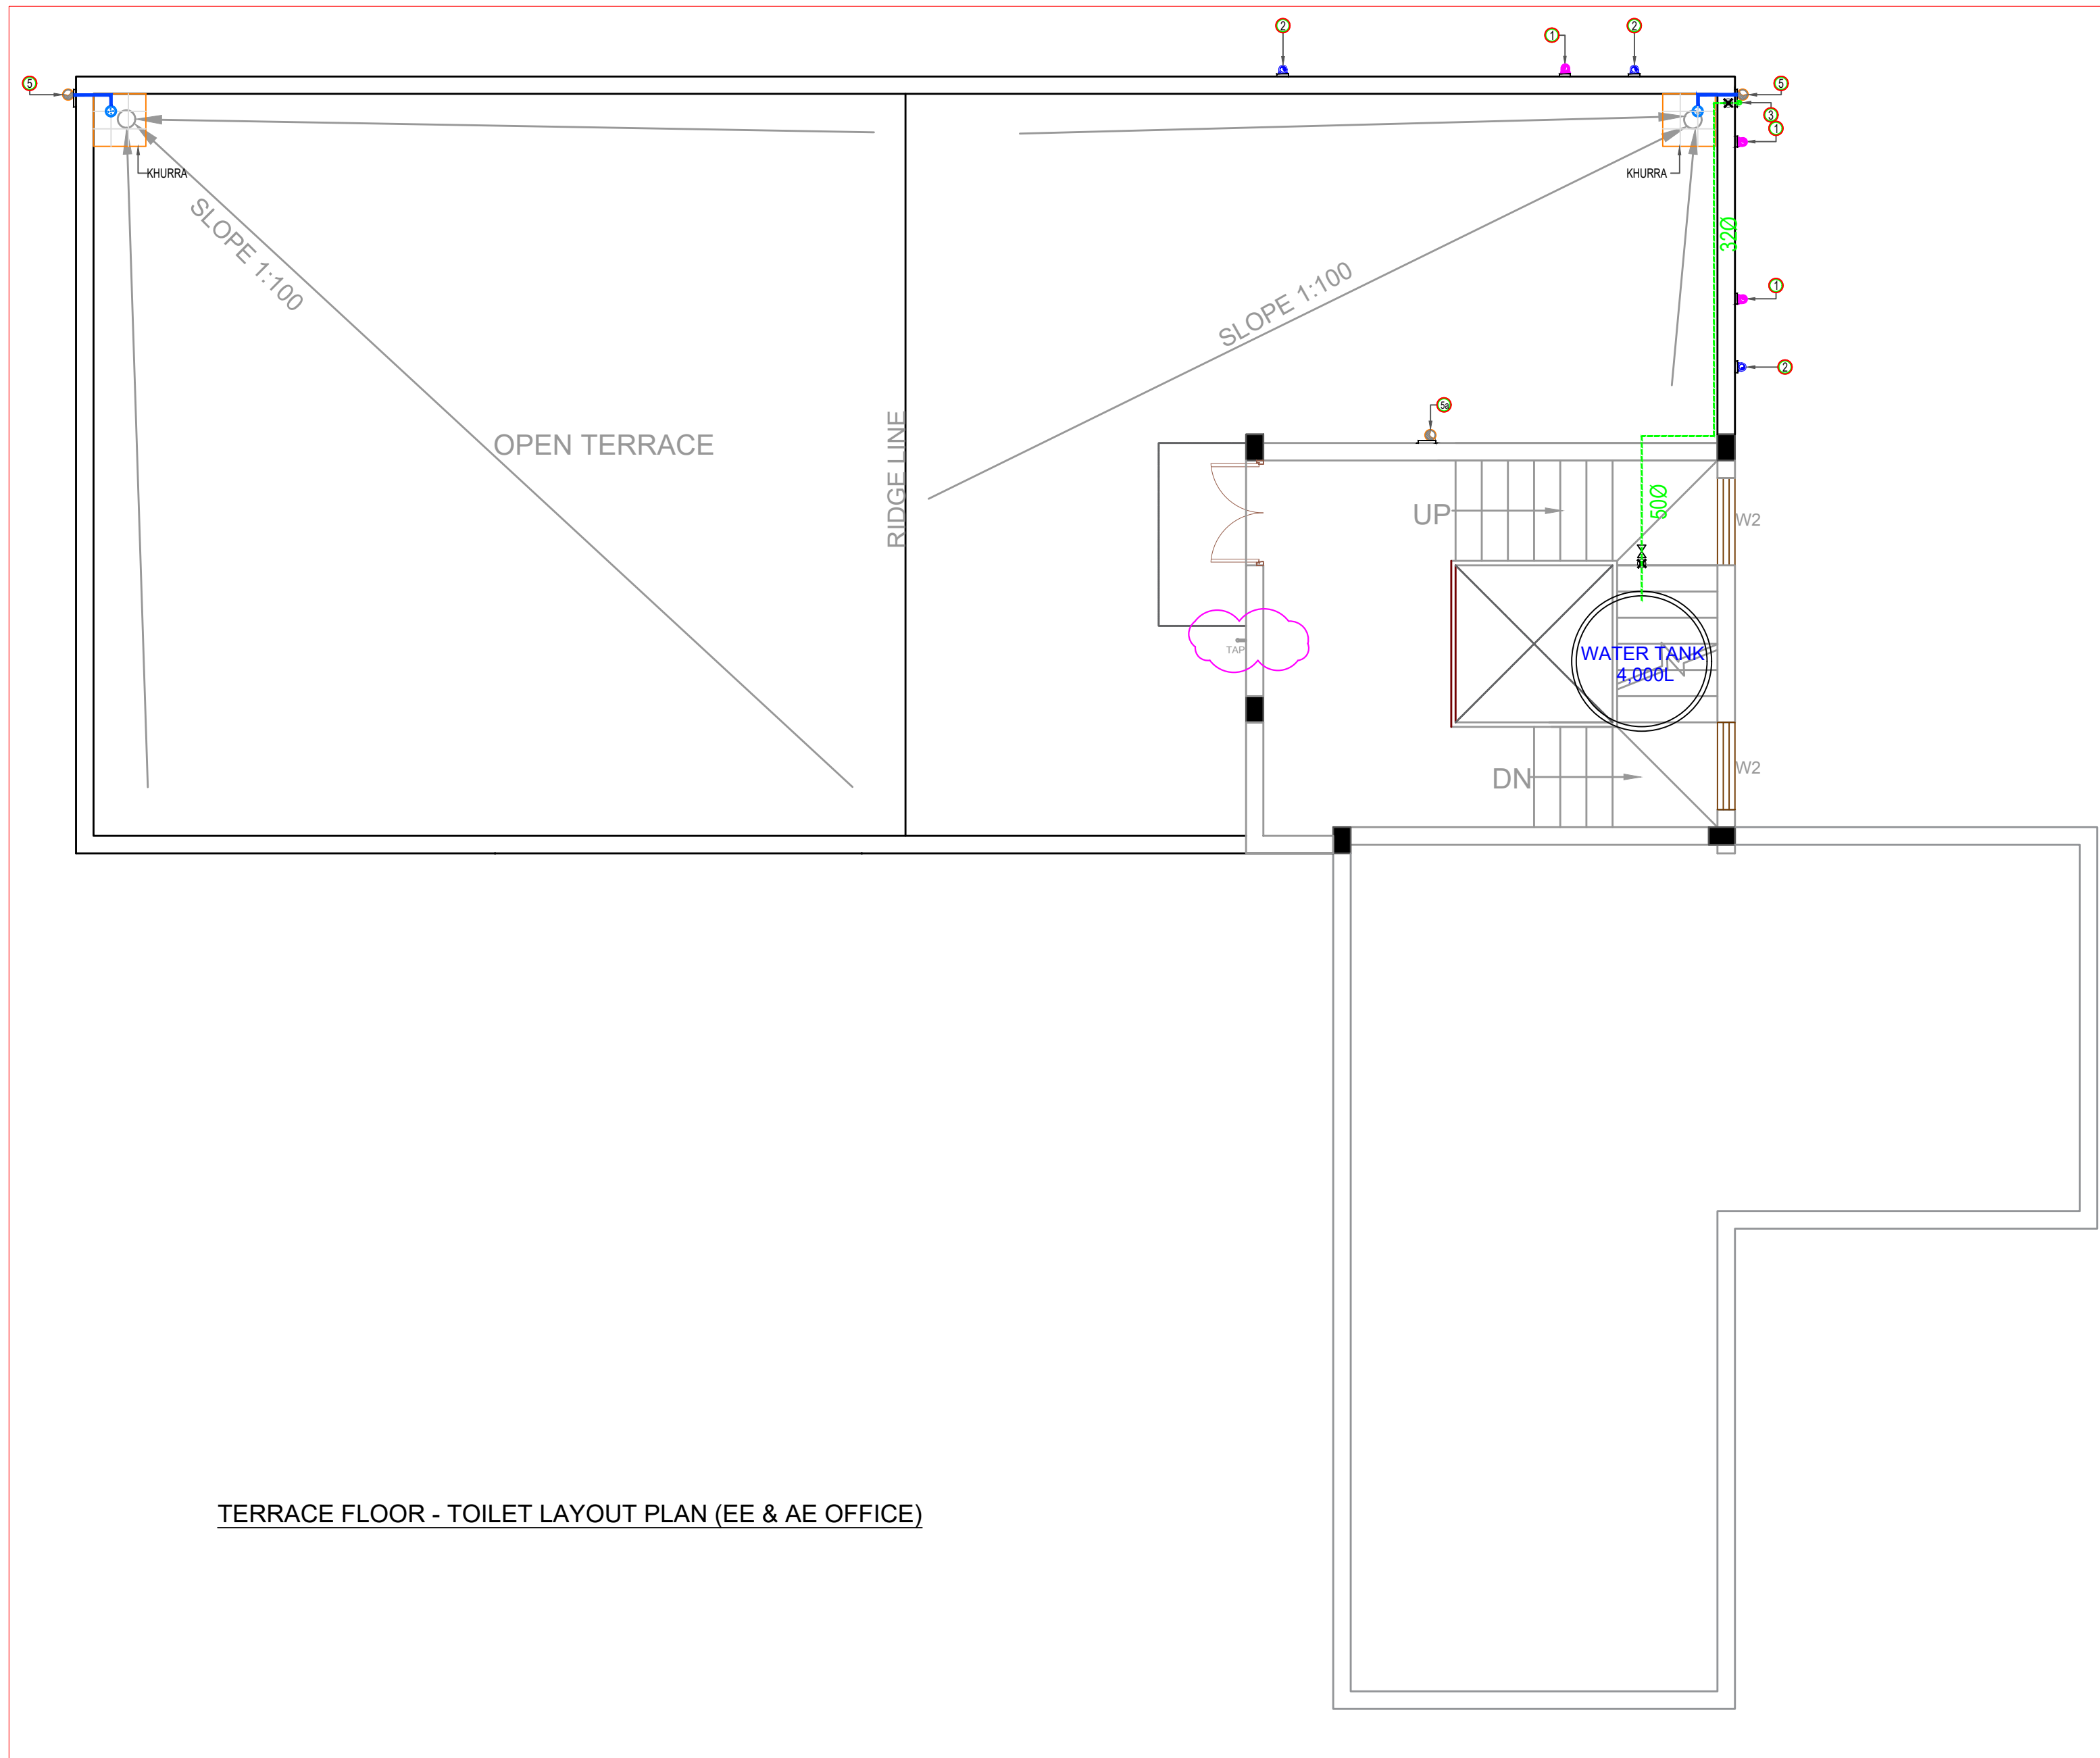 2
1
2
5
5
3
1
KHURRA
KHURRA
SLOPE 1:100
32Ø
SLOPE 1:100
1
2
5a
OPEN TERRACE
RIDGE LINE
UP
50Ø
W2
TAP
WATER TANK
4,000L
DN
W2
TERRACE FLOOR - TOILET LAYOUT PLAN (EE & AE OFFICE)